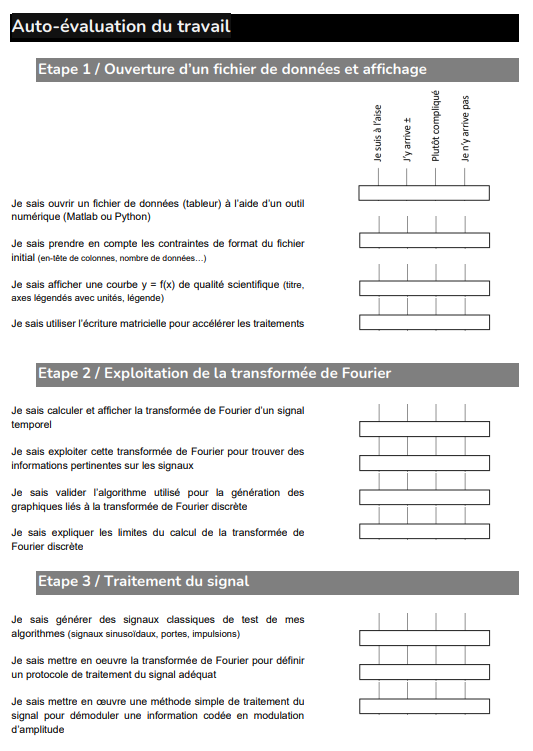 Auto-évaluation du travail
Etape 1 / Ouverture d'un fichier de données et affichage
Je suis à l'aise
J'y arrive ±
Plutôt compliqué
Je n'y arrive pas
Je sais ouvrir un fichier de données (tableur) à l'aide d'un outil
numérique (Matlab ou Python)
Je sais prendre en compte les contraintes de format du fichier
initial (en-tête de colonnes, nombre de données…)
Je sais afficher une courbe y = f(x) de qualité scientifique (titre,
axes légendés avec unités, légende)
Je sais utiliser l'écriture matricielle pour accélérer les traitements
Etape 2 / Exploitation de la transformée de Fourier
Je sais calculer et afficher la transformée de Fourier d'un signal
temporel
Je sais exploiter cette transformée de Fourier pour trouver des
informations pertinentes sur les signaux
Je sais valider l'algorithme utilisé pour la génération des
graphiques liés à la transformée de Fourier discrète
Je sais expliquer les limites du calcul de la transformée de
Fourier discrète
Etape 3 / Traitement du signal
Je sais générer des signaux classiques de test de mes
algorithmes (signaux sinusoïdaux, portes, impulsions)
Je sais mettre en oeuvre la transformée de Fourier pour définir
un protocole de traitement du signal adéquat
Je sais mettre en œuvre une méthode simple de traitement du
signal pour démoduler une information codée en modulation
d'amplitude